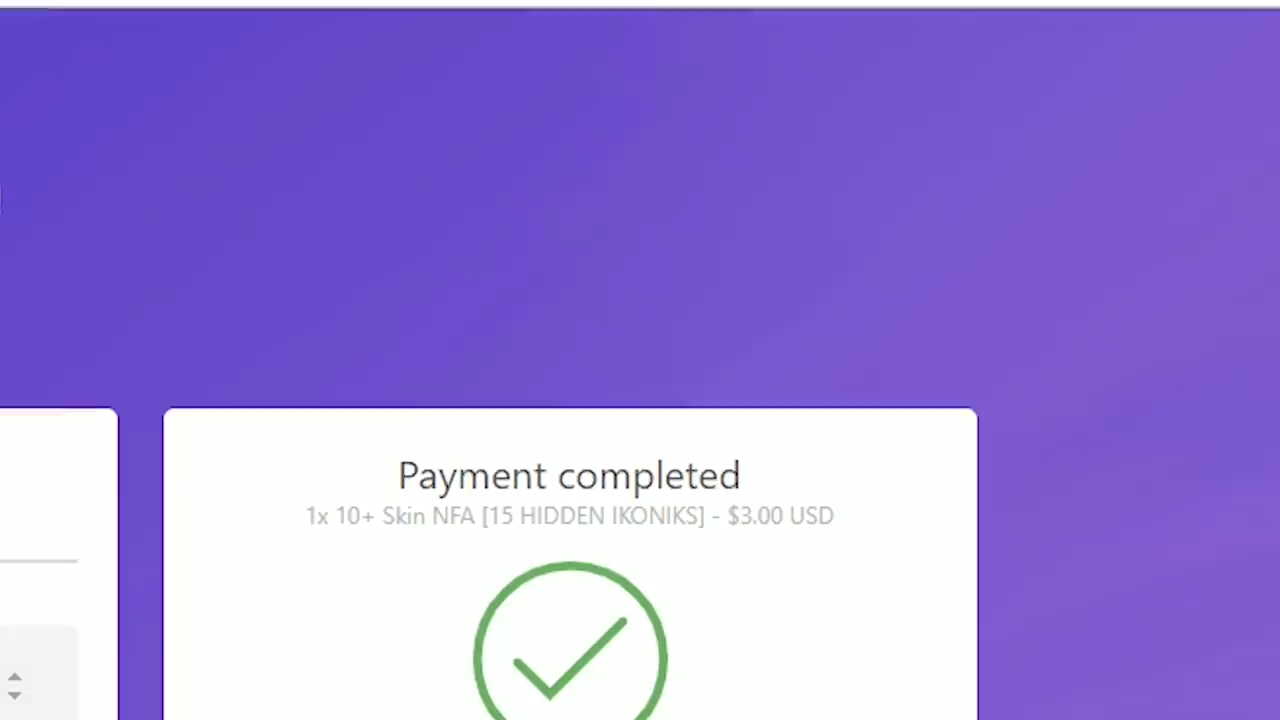 Payment completed
1x 10+ Skin NFA [15 HIDDEN IKONIKS] - $3.00 USD